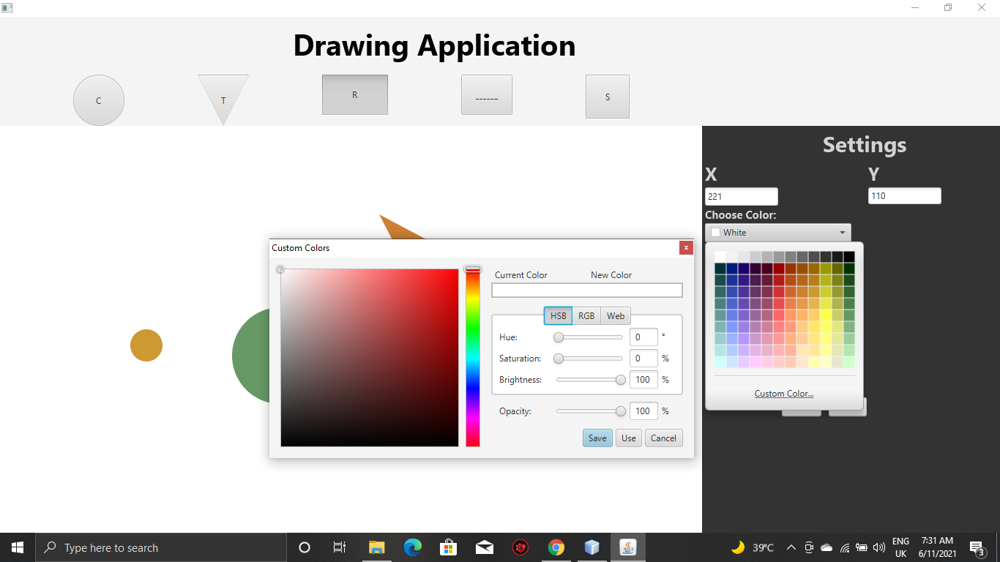 Drawing Application
C
T
R
------
S
Settings
X
Y
221
110
Choose Color:
White
Custom Color...
Custom Colors
x
Current Color
New Color
HSB
RGB
Web
Hue:
0
°
Saturation:
0
%
Brightness:
100
%
Opacity:
100
%
Save
Use
Cancel
Type here to search
39°C
ENG
UK
7:31 AM
6/11/2021
3